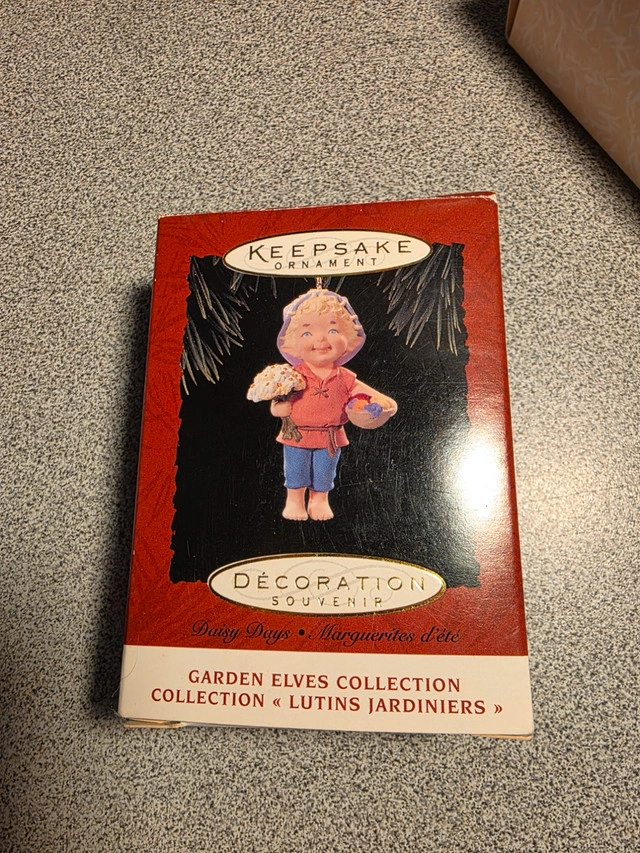 KEEPSAKE
ORNAMENT
DÉCORATION
SOUVENIR
Daisy Days • Marguerites d'été
GARDEN ELVES COLLECTION
COLLECTION « LUTINS JARDINIERS »